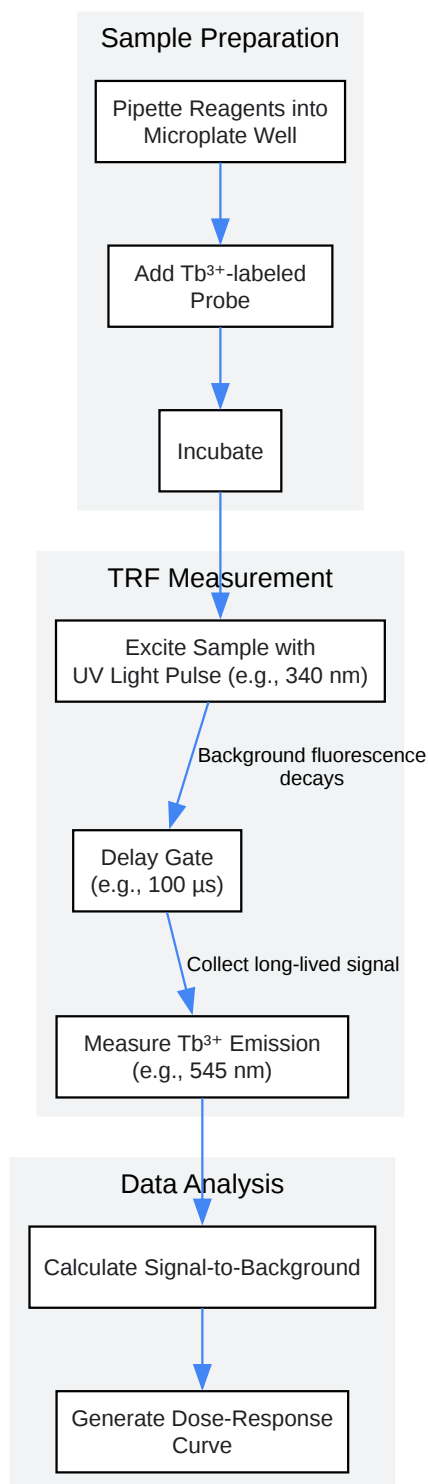 Sample Preparation
Pipette Reagents into
Microplate Well
Add Tb³⁺-labeled
Probe
Incubate
TRF Measurement
Excite Sample with
UV Light Pulse (e.g., 340 nm)
Background fluorescence
decays
Delay Gate
(e.g., 100 µs)
Collect long-lived signal
Measure Tb³⁺ Emission
(e.g., 545 nm)
Data Analysis
Calculate Signal-to-Background
Generate Dose-Response
Curve